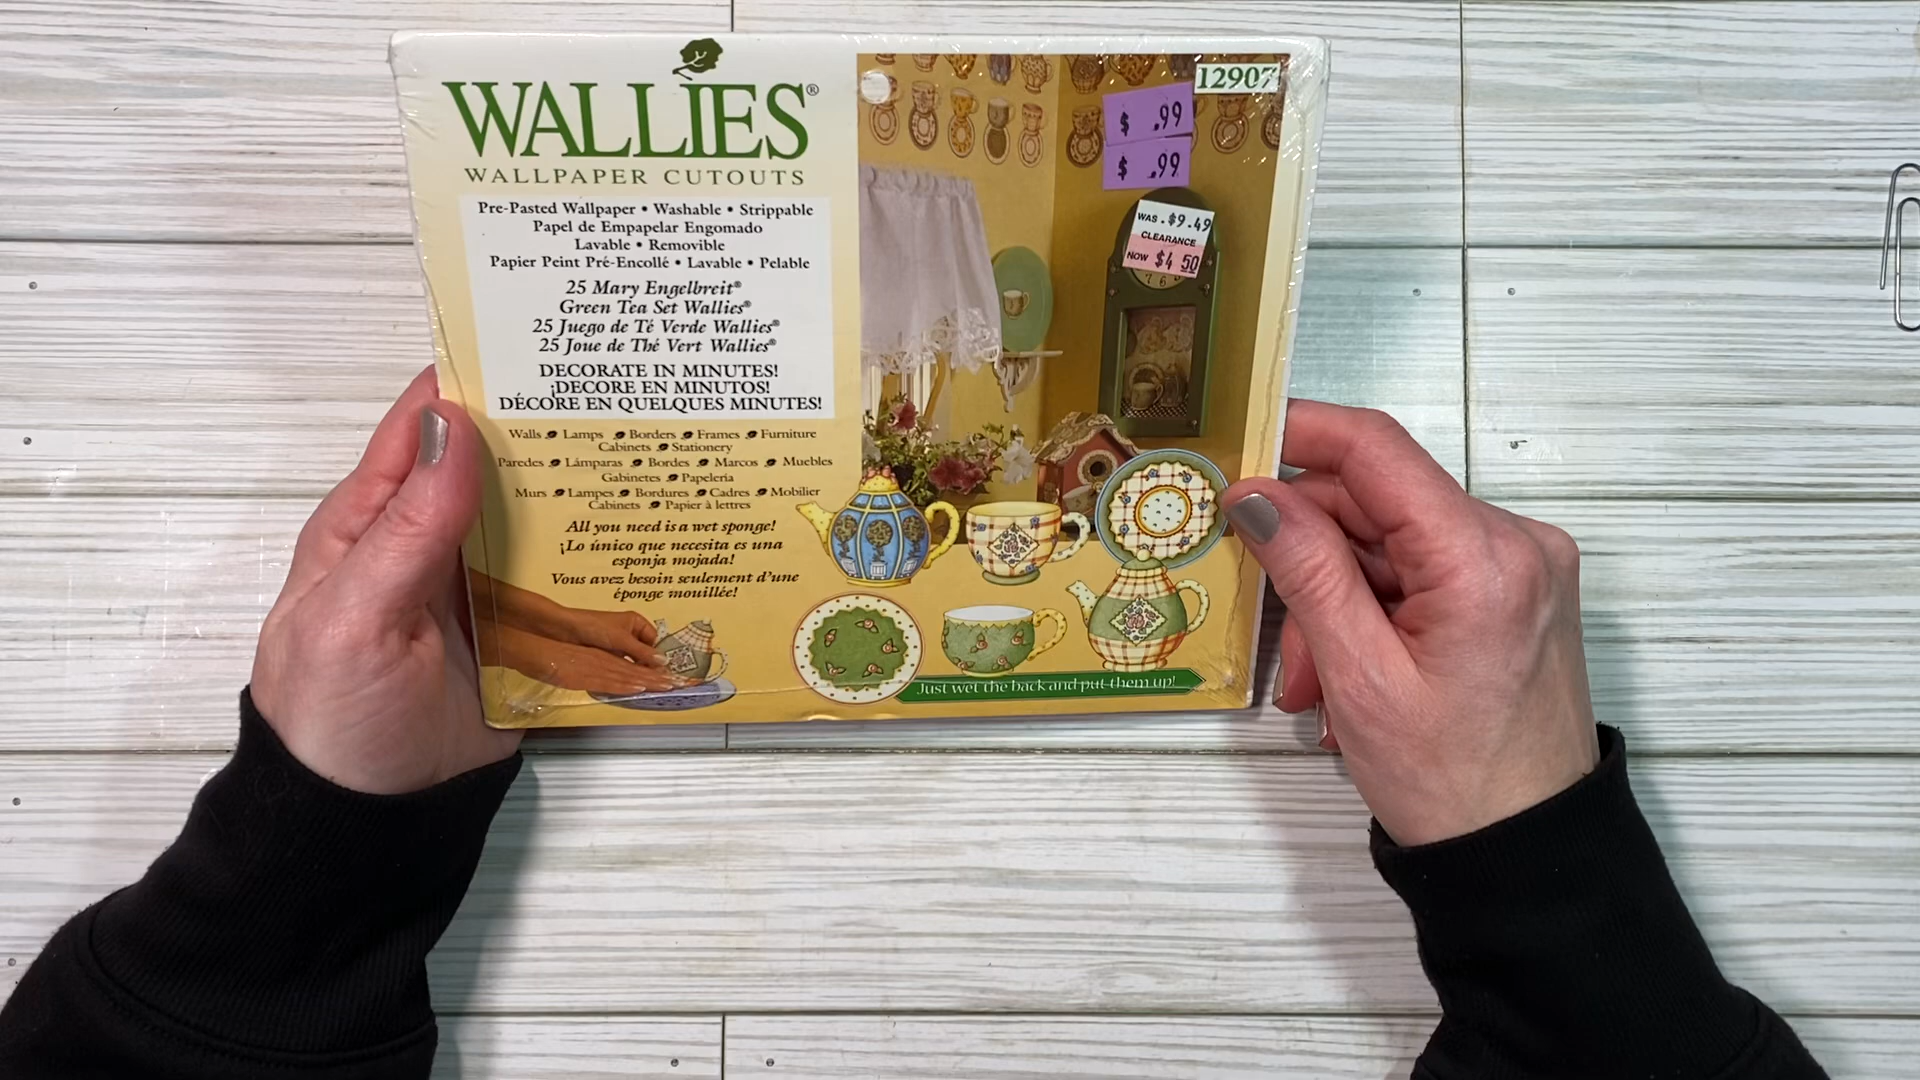 WALLIES®
WALLPAPER CUTOUTS
Pre-Pasted Wallpaper • Washable • Strippable
Papel de Empapelar Engomado
Lavable • Removible
Papier Peint Pré-Encollé • Lavable • Pelable
25 Mary Engelbreit®
Green Tea Set Wallies®
25 Juego de Té Verde Wallies®
25 Joue de Thé Vert Wallies®
DECORATE IN MINUTES!
¡DECORE EN MINUTOS!
DÉCORE EN QUELQUES MINUTES!
Walls Lamps Borders Frames Furniture
Cabinets Stationery
Paredes Lámparas Bordes Marcos Muebles
Gabinetes Papelería
Murs Lampes Bordures Cadres Mobilier
Cabinets Papier à lettres
All you need is a wet sponge!
¡Lo único que necesita es una
esponja mojada!
Vous avez besoin seulement d'une
éponge mouillée!
12907
$ .99
$ .99
WAS . $9.49
CLEARANCE
NOW $4 50
7 6
Just wet the back and put them up!